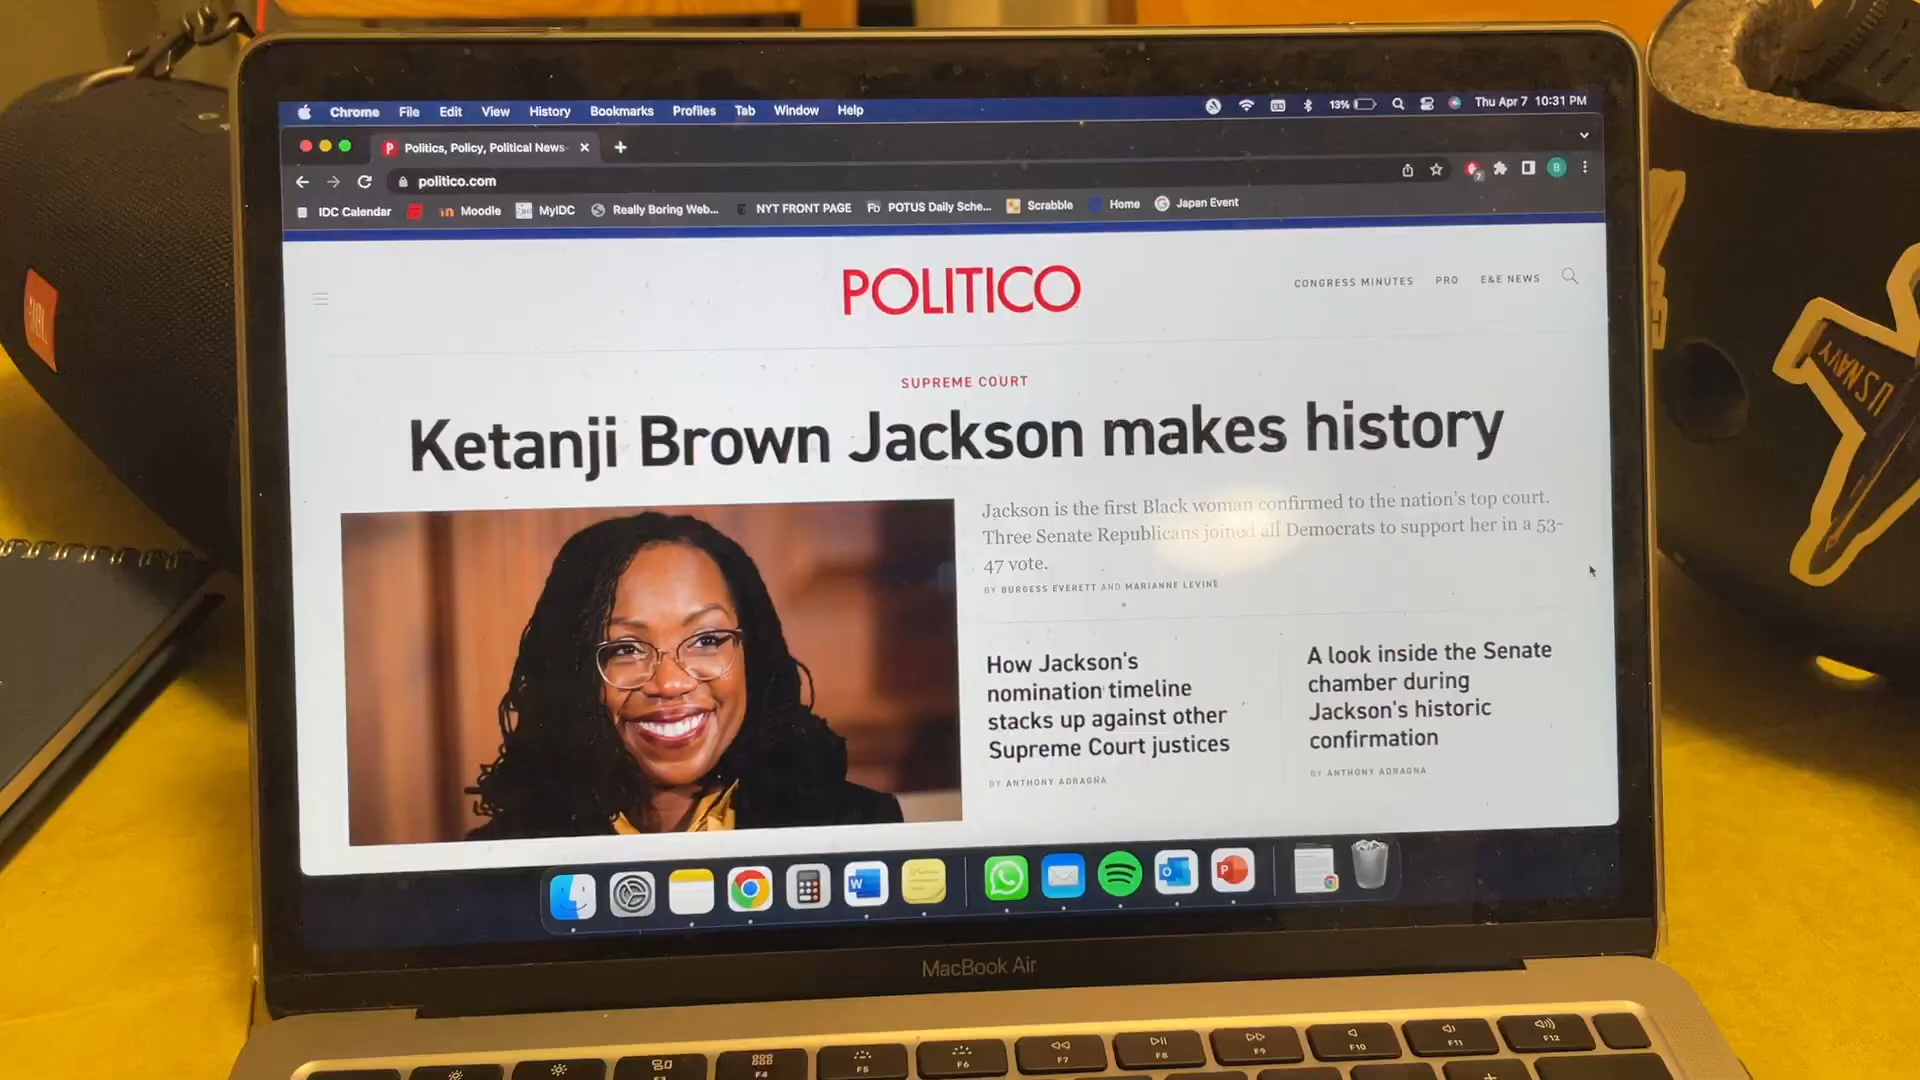 Chrome File Edit View History Bookmarks Profiles Tab Window Help 13% Thu Apr 7 10:31 PM
Politics, Policy, Political News
politico.com
7
B
IDC Calendar Moodle MyIDC Really Boring Web... NYT FRONT PAGE POTUS Daily Sche... Scrabble Home Japan Event
POLITICO
CONGRESS MINUTES PRO E&E NEWS
SUPREME COURT
Ketanji Brown Jackson makes history
Jackson is the first Black woman confirmed to the nation's top court.
Three Senate Republicans joined all Democrats to support her in a 53-
47 vote.
BY BURGESS EVERETT AND MARIANNE LEVINE
How Jackson's
nomination timeline
stacks up against other
Supreme Court justices
BY ANTHONY ADRAGNA
A look inside the Senate
chamber during
Jackson's historic
confirmation
BY ANTHONY ADRAGNA
W
O
P
MacBook Air
F4 F5 F6 F7 F8 F9 F10 F11 F12
JBL
U.S NAVY